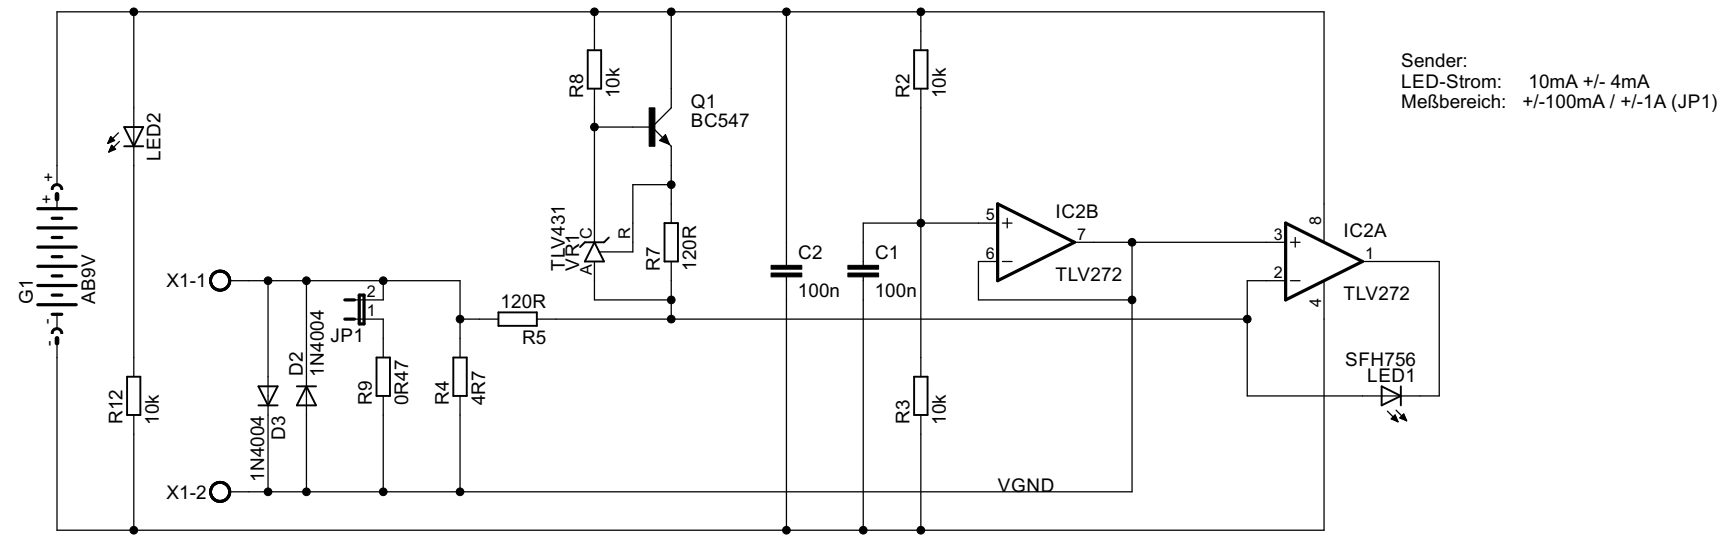 Sender:
LED-Strom: 10mA +/- 4mA
Meßbereich: +/-100mA / +/-1A (JP1)
G1
AB9V
+
+
-
-
LED2
R12
10k
X1-1
X1-2
1N4004
D3
D2
1N4004
JP1
2
1
R9
0R47
R4
4R7
120R
R5
R8
10k
Q1
BC547
TLV431
VR1
C
A
R
R7
120R
C2
100n
C1
100n
R2
10k
R3
10k
5
6
7
+
-
IC2B
TLV272
VGND
3
2
1
8
4
+
-
IC2A
TLV272
SFH756
LED1